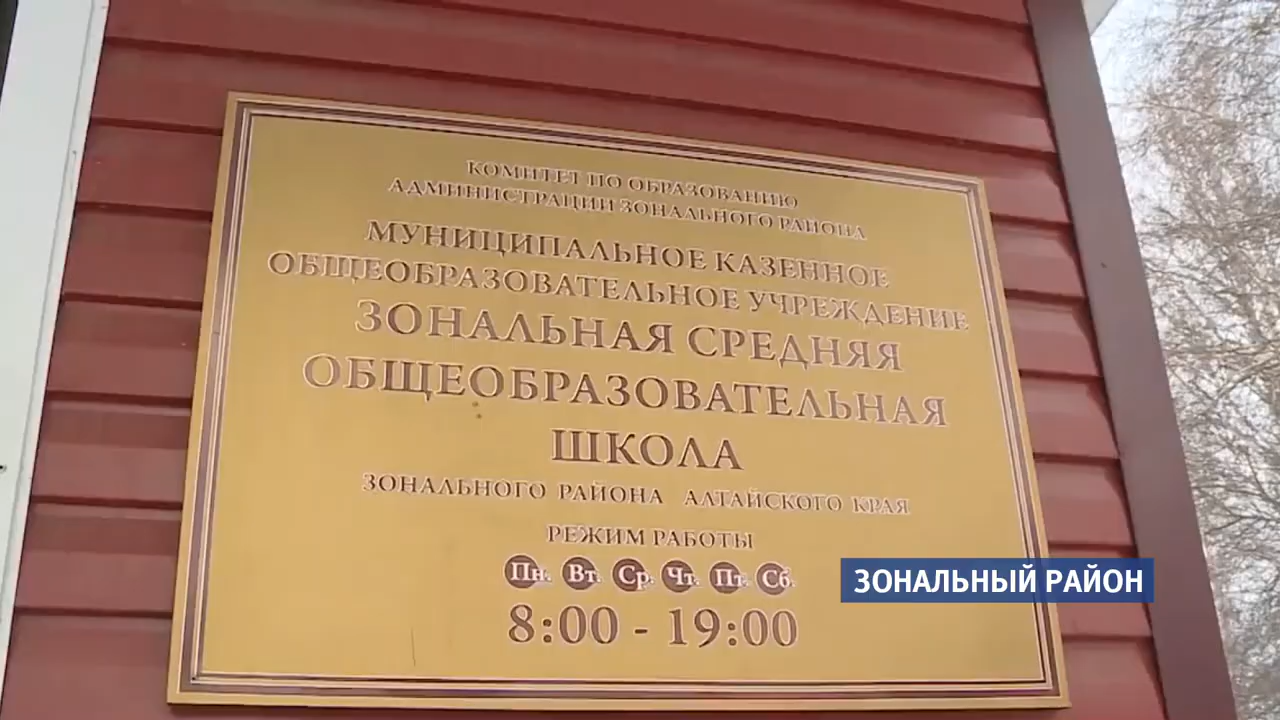 КОМИТЕТ ПО ОБРАЗОВАНИЮ
АДМИНИСТРАЦИИ ЗОНАЛЬНОГО РАЙОНА
МУНИЦИПАЛЬНОЕ КАЗЕННОЕ
ОБЩЕОБРАЗОВАТЕЛЬНОЕ УЧРЕЖДЕНИЕ
ЗОНАЛЬНАЯ СРЕДНЯЯ
ОБЩЕОБРАЗОВАТЕЛЬНАЯ
ШКОЛА
ЗОНАЛЬНОГО РАЙОНА АЛТАЙСКОГО КРАЯ
РЕЖИМ РАБОТЫ
Пн. Вт. Ср. Чт. Пт. Сб.
8:00 - 19:00
ЗОНАЛЬНЫЙ РАЙОН